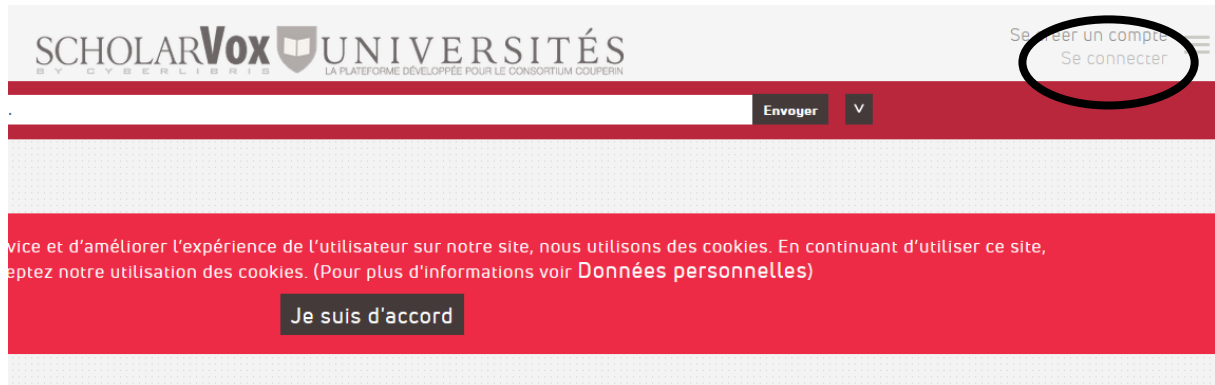 SCHOLARVOX UNIVERSITÉS
BY CYBERLIBRIS LA PLATEFORME DÉVELOPPÉE POUR LE CONSORTIUM COUPERIN
Se créer un compte
Se connecter
.
Envoyer V
vice et d'améliorer l'expérience de l'utilisateur sur notre site, nous utilisons des cookies. En continuant d'utiliser ce site,
eptez notre utilisation des cookies. (Pour plus d'informations voir Données personnelles)
Je suis d'accord